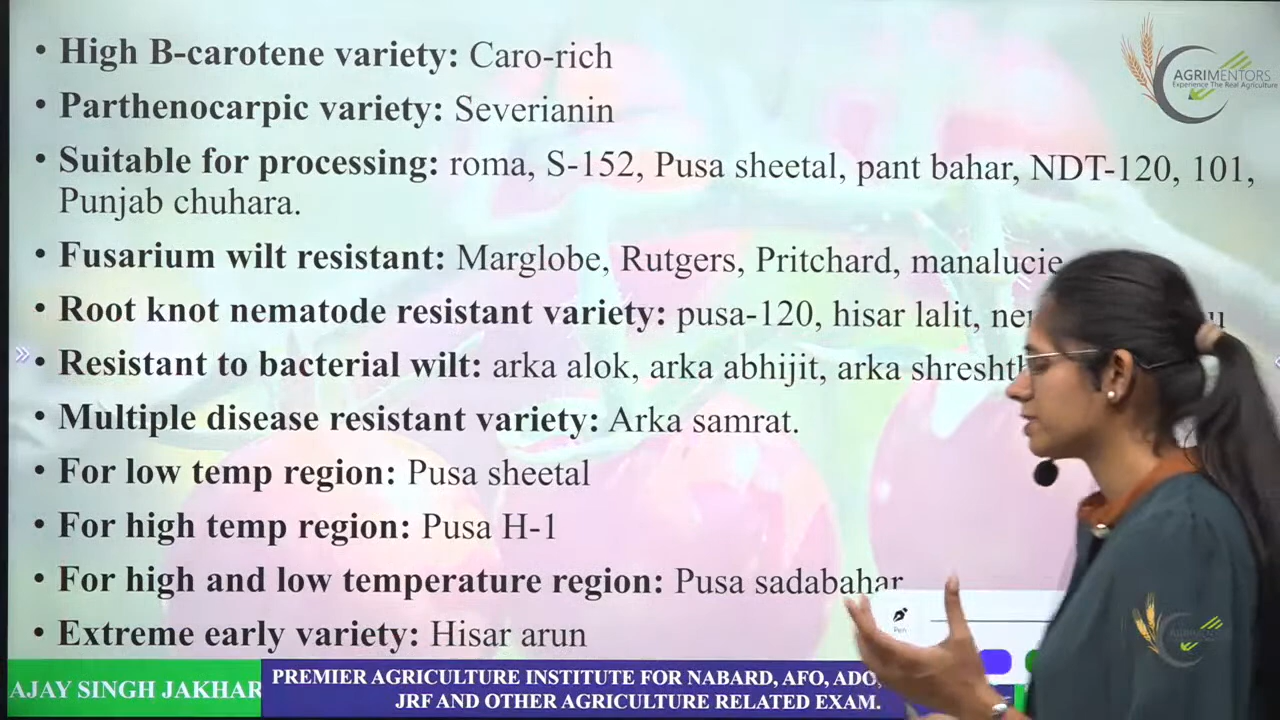 • High B-carotene variety: Caro-rich
• Parthenocarpic variety: Severianin
• Suitable for processing: roma, S-152, Pusa sheetal, pant bahar, NDT-120, 101,
Punjab chuhara.
• Fusarium wilt resistant: Marglobe, Rutgers, Pritchard, manalucie
• Root knot nematode resistant variety: pusa-120, hisar lalit,
• Resistant to bacterial wilt: arka alok, arka abhijit, arka
• Multiple disease resistant variety: Arka samrat.
• For low temp region: Pusa sheetal
• For high temp region: Pusa H-1
• For high and low temperature region: Pusa sadabahar
• Extreme early variety: Hisar arun
AGRIMENTORS
Experience The Real Agriculture
Pen
AGRIMENTORS
AJAY SINGH JAKHAR
PREMIER AGRICULTURE INSTITUTE FOR NABARD, AFO, ADO,
JRF AND OTHER AGRICULTURE RELATED EXAM.